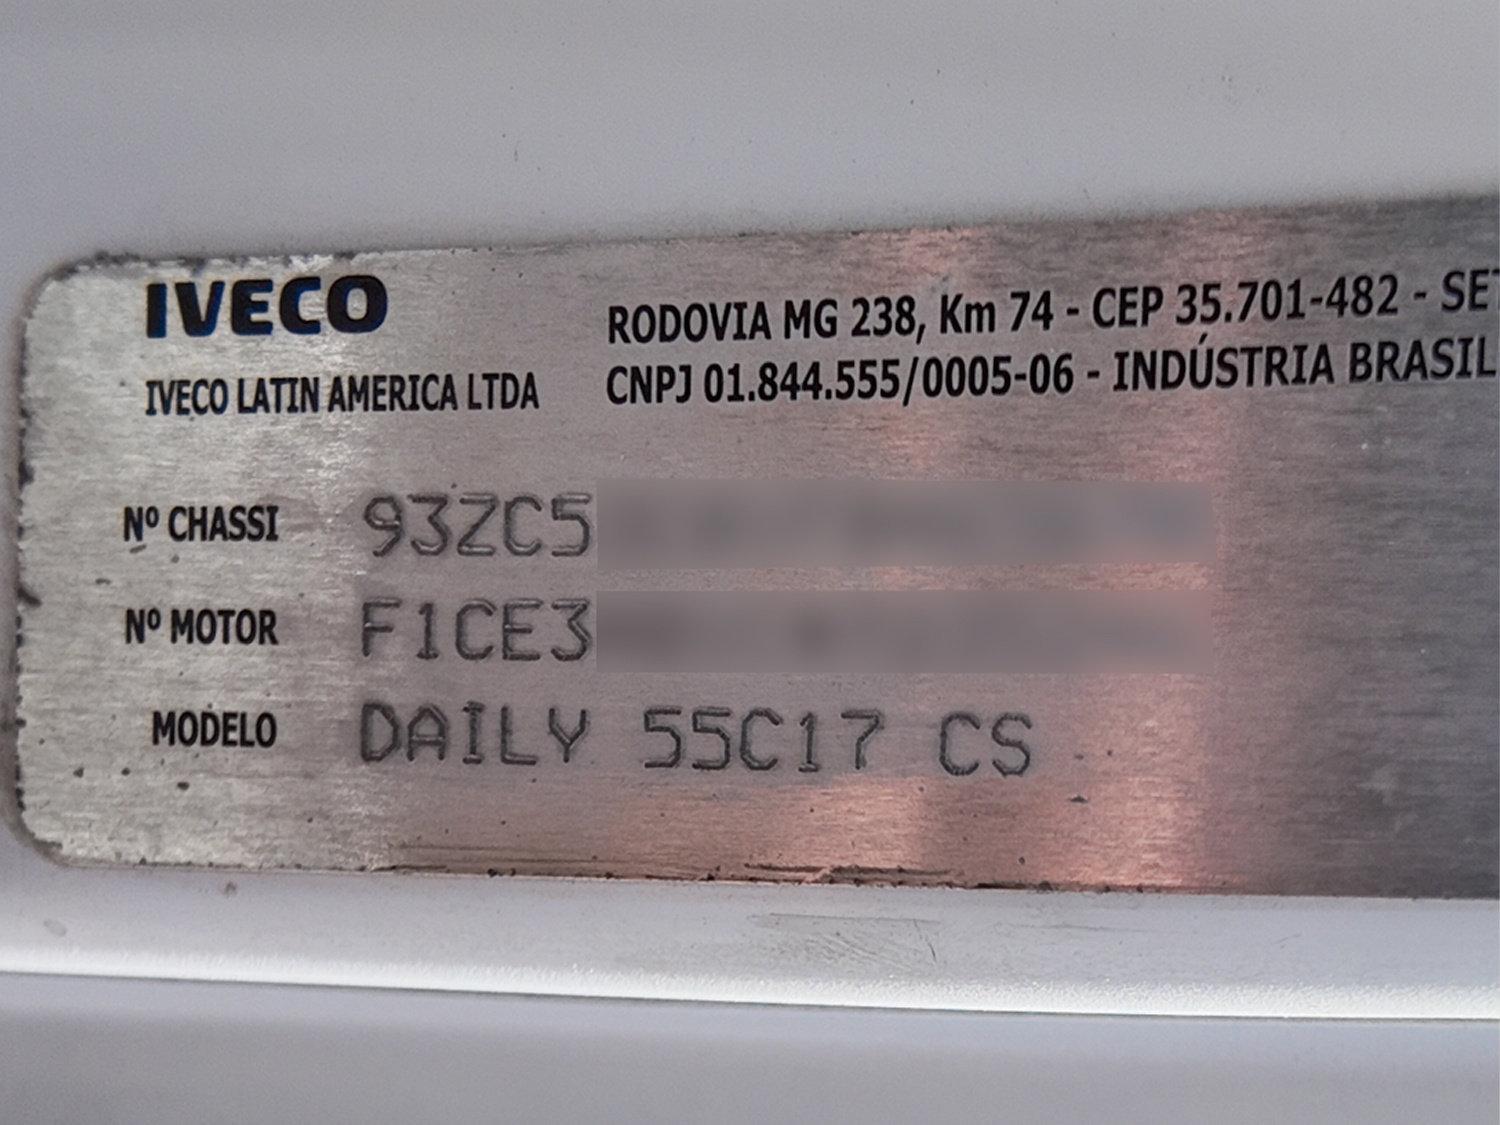 IVECO
IVECO LATIN AMERICA LTDA
RODOVIA MG 238, Km 74 - CEP 35.701-482 - SET
CNPJ 01.844.555/0005-06 - INDÚSTRIA BRASIL
Nº CHASSI 93ZC5
Nº MOTOR F1CE3
MODELO DAILY 55C17 CS